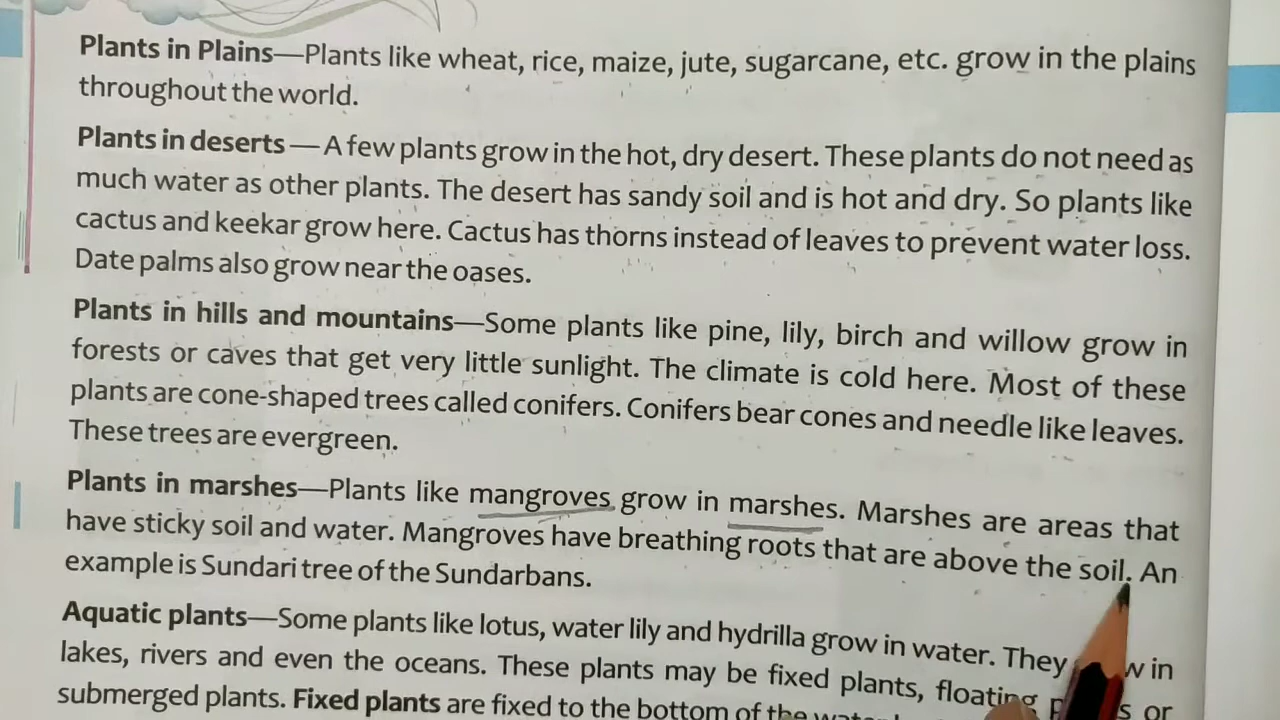 Plants in Plains—Plants like wheat, rice, maize, jute, sugarcane, etc. grow in the plains
throughout the world.
Plants in deserts—A few plants grow in the hot, dry desert. These plants do not need as
much water as other plants. The desert has sandy soil and is hot and dry. So plants like
cactus and keekar grow here. Cactus has thorns instead of leaves to prevent water loss.
Date palms also grow near the oases.
Plants in hills and mountains—Some plants like pine, lily, birch and willow grow in
forests or caves that get very little sunlight. The climate is cold here. Most of these
plants are cone-shaped trees called conifers. Conifers bear cones and needle like leaves.
These trees are evergreen.
Plants in marshes—Plants like mangroves grow in marshes. Marshes are areas that
have sticky soil and water. Mangroves have breathing roots that are above the soil. An
example is Sundari tree of the Sundarbans.
Aquatic plants—Some plants like lotus, water lily and hydrilla grow in water. They in
lakes, rivers and even the oceans. These plants may be fixed plants, floating or
submerged plants. Fixed plants are fixed to the bottom of the